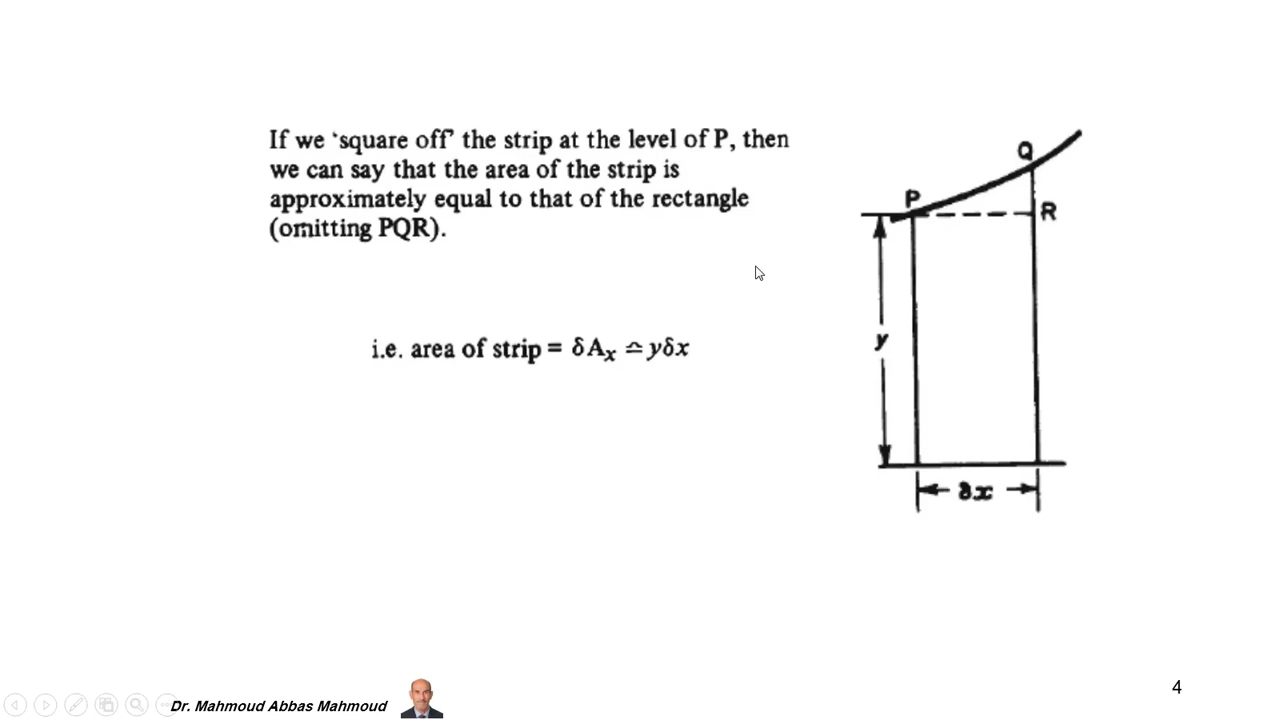 If we ‘square off’ the strip at the level of P, then
we can say that the area of the strip is
approximately equal to that of the rectangle
(omitting PQR).
i.e. area of strip = δAₓ ≏ yδx
Q
P
R
y
δx
Dr. Mahmoud Abbas Mahmoud
4